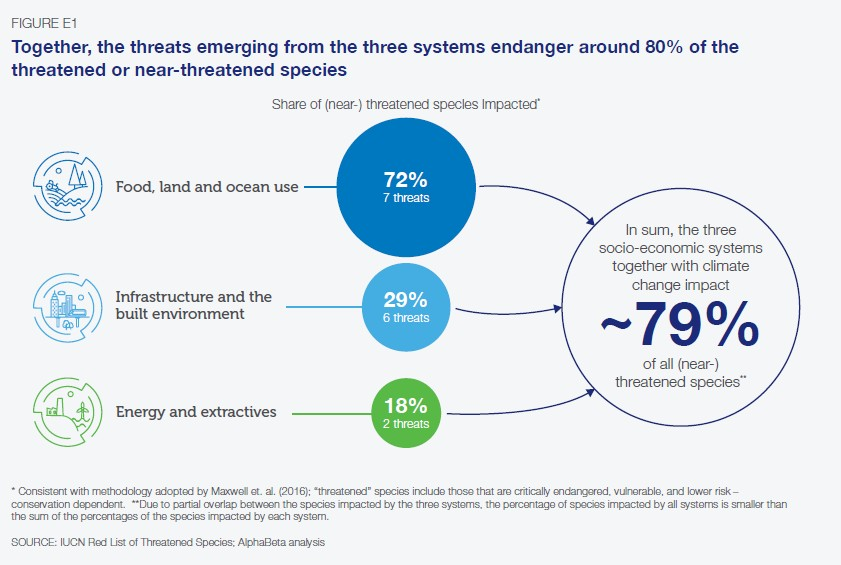 FIGURE E1
Together, the threats emerging from the three systems endanger around 80% of the
threatened or near-threatened species
Share of (near-) threatened species Impacted*
Food, land and ocean use
72%
7 threats
Infrastructure and the
built environment
29%
6 threats
Energy and extractives
18%
2 threats
In sum, the three
socio-economic systems
together with climate
change impact
~79%
of all (near-)
threatened species**
* Consistent with methodology adopted by Maxwell et. al. (2016); “threatened” species include those that are critically endangered, vulnerable, and lower risk –
conservation dependent. **Due to partial overlap between the species impacted by the three systems, the percentage of species impacted by all systems is smaller than
the sum of the percentages of the species impacted by each system.
SOURCE: IUCN Red List of Threatened Species; AlphaBeta analysis